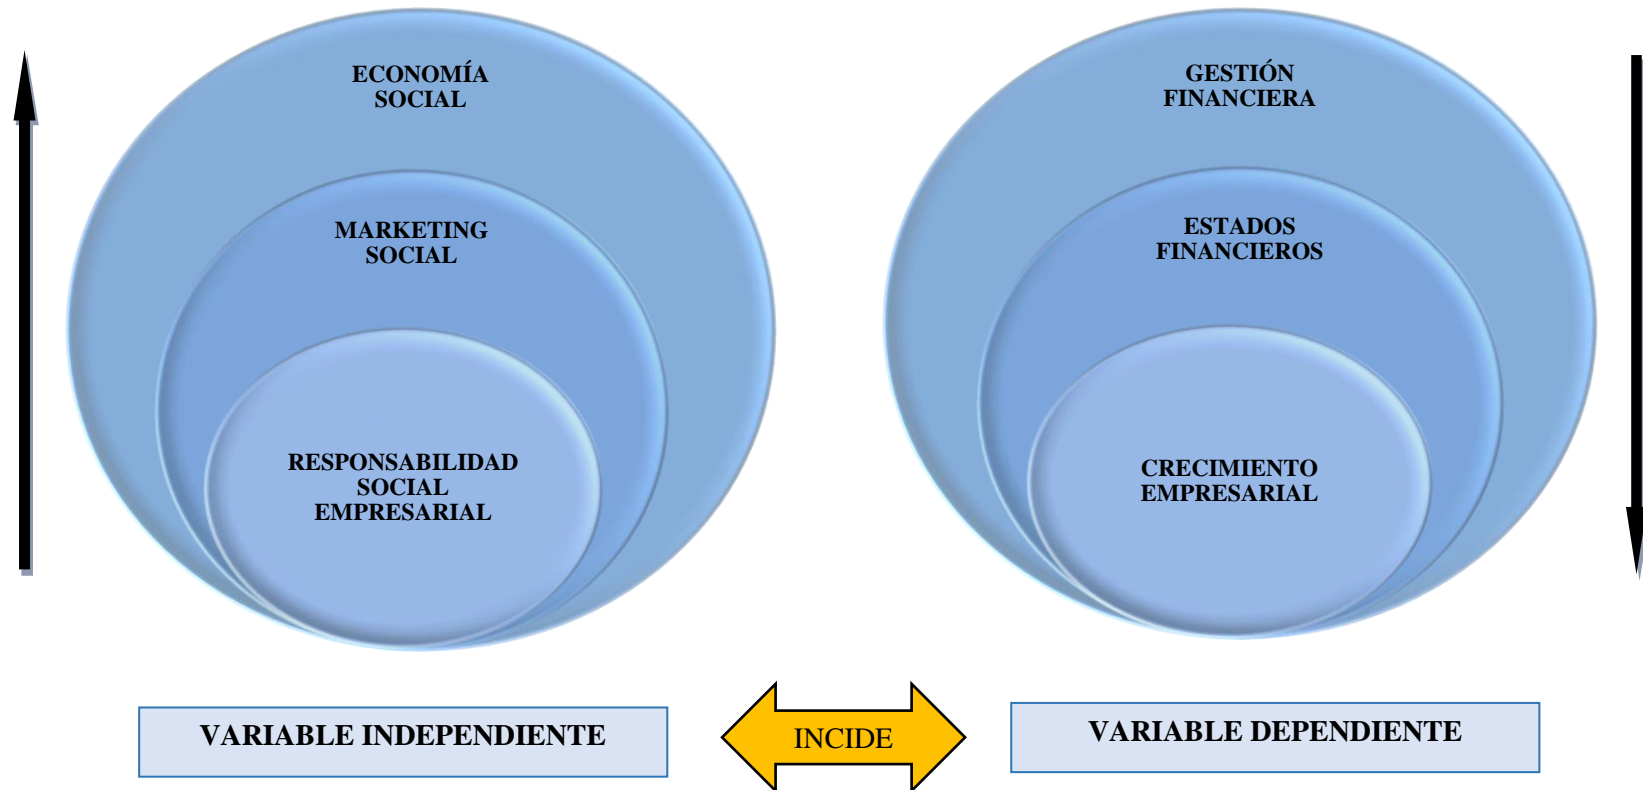 ECONOMÍA
SOCIAL
MARKETING
SOCIAL
RESPONSABILIDAD
SOCIAL
EMPRESARIAL
GESTIÓN
FINANCIERA
ESTADOS
FINANCIEROS
CRECIMIENTO
EMPRESARIAL
VARIABLE INDEPENDIENTE
INCIDE
VARIABLE DEPENDIENTE